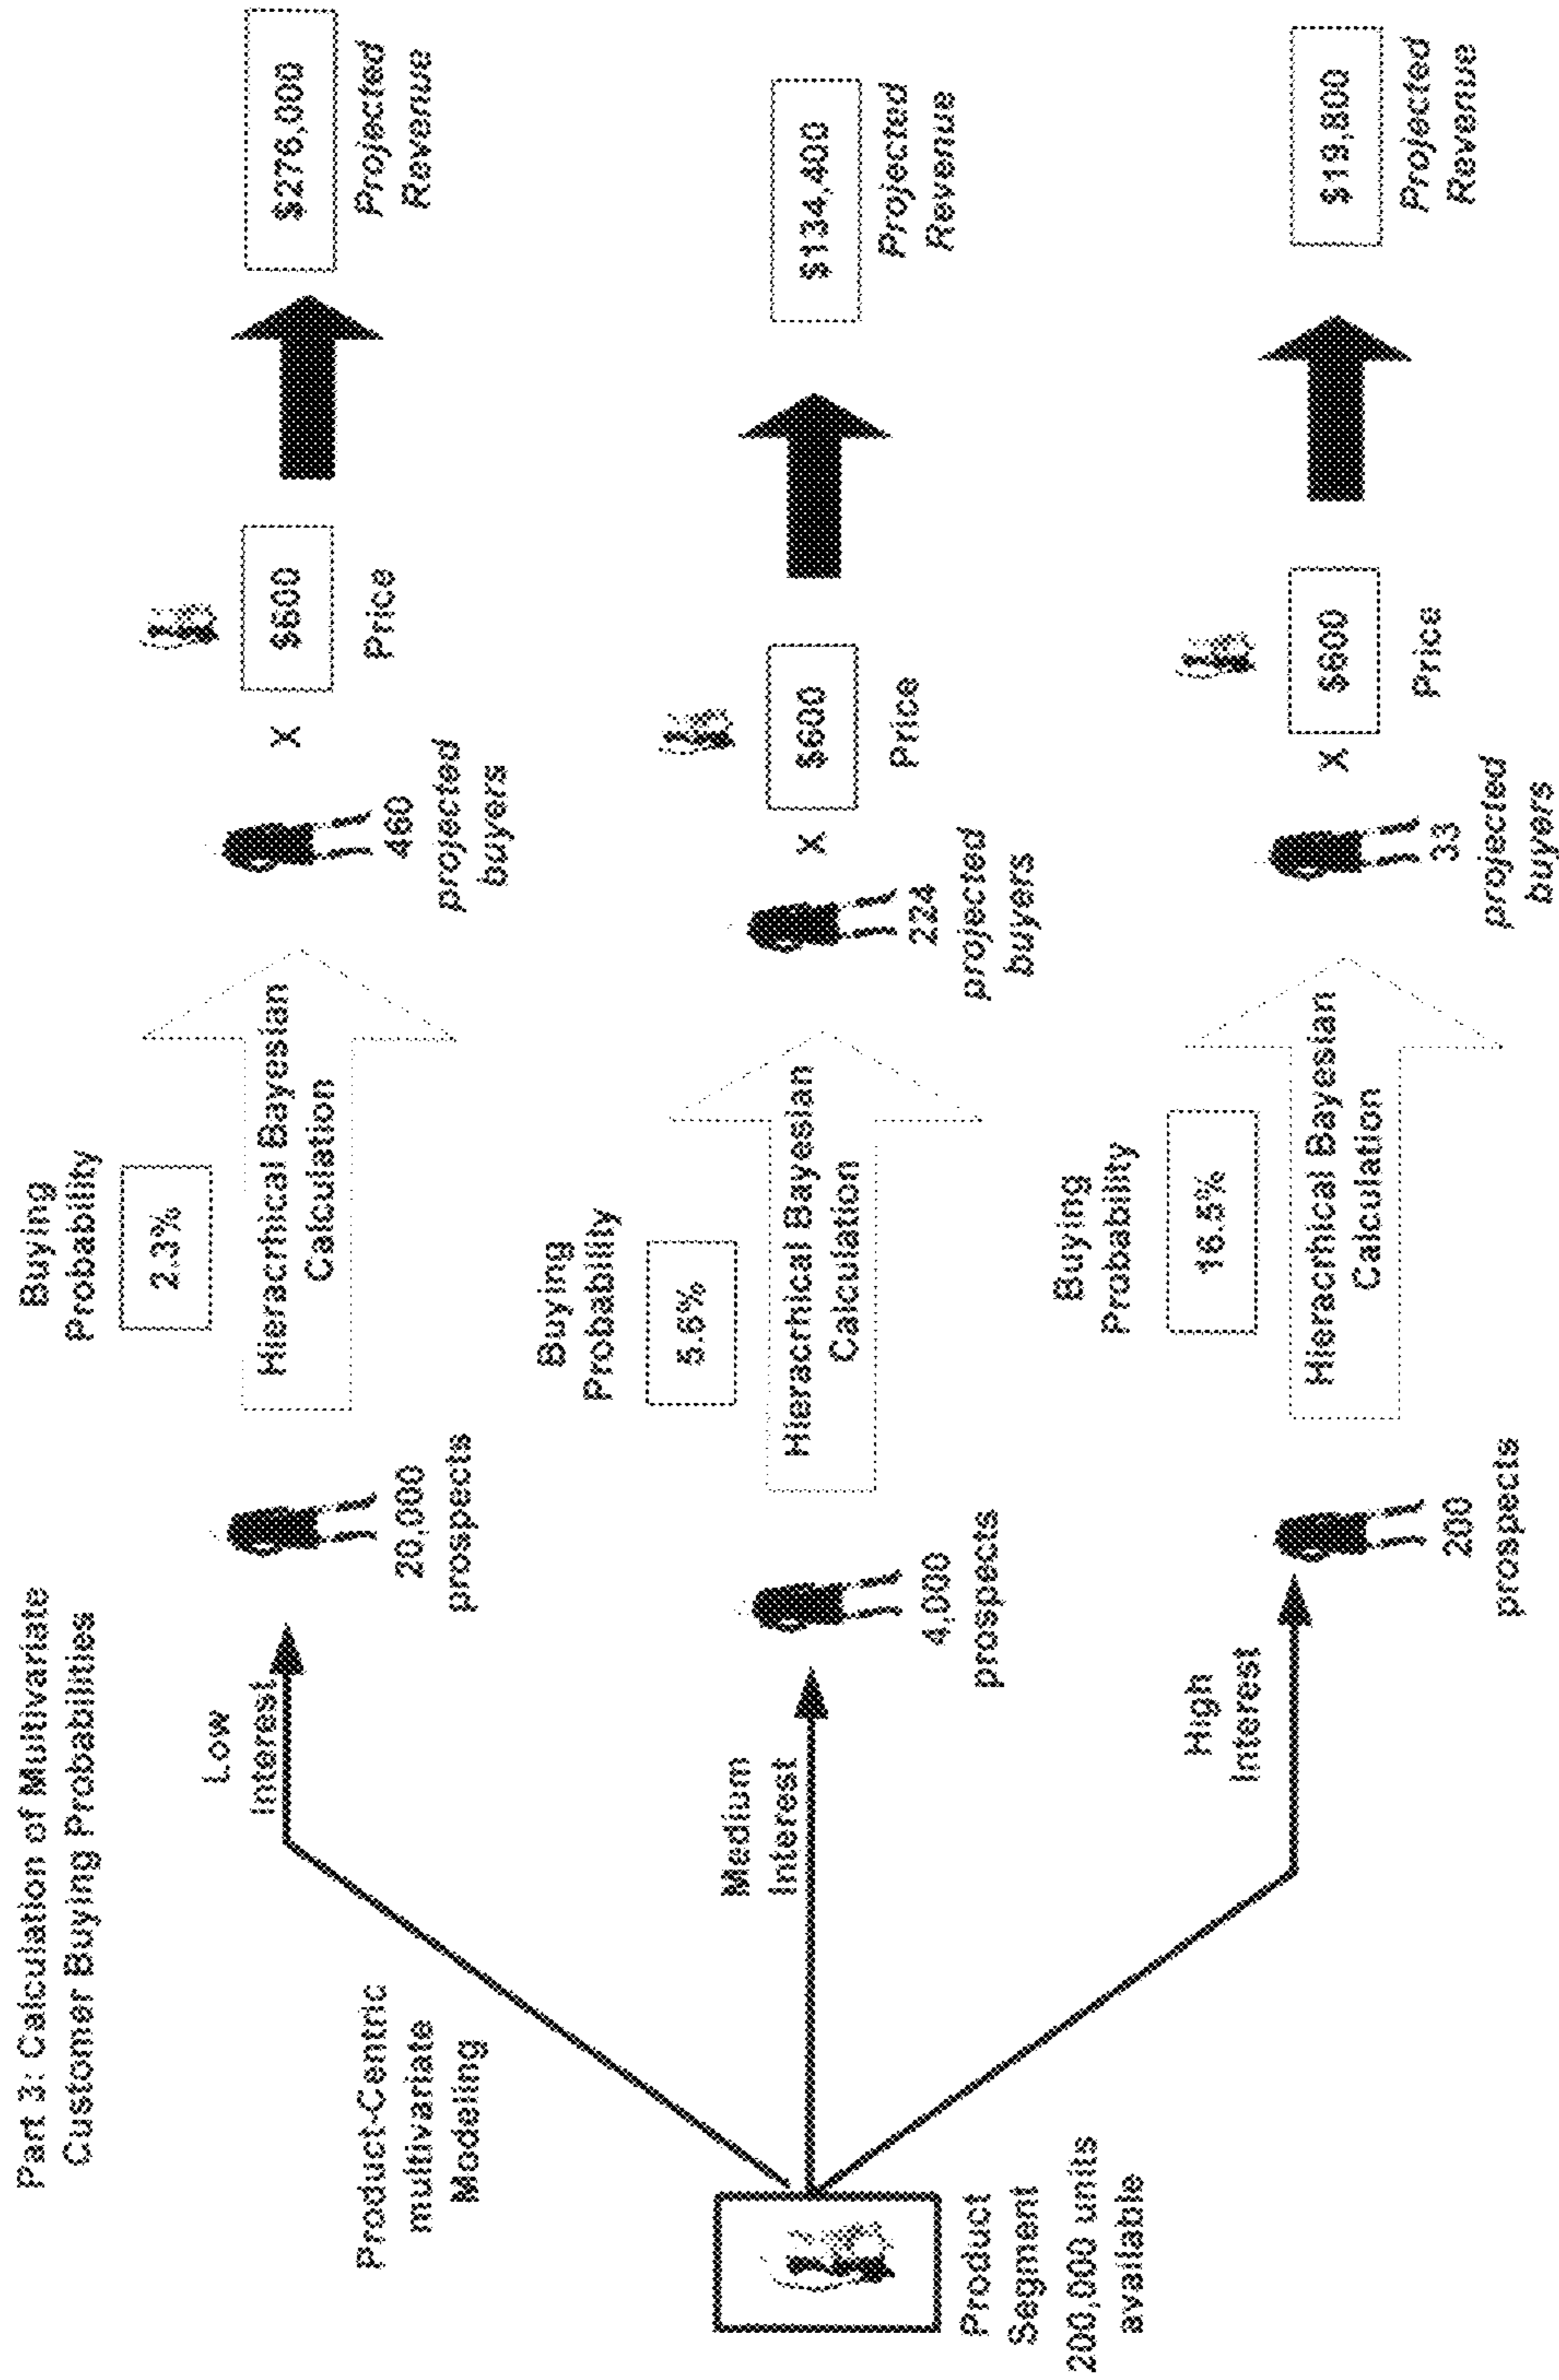 Part 3: Calculation of Multivariate
Customer Buying Probabilities
Product-Centric
multivariate
Modeling
Product
Segment
200,000 units
available
Low
Interest
20,000
prospects
Buying
Probability
2.3%
Hieracrhical Bayesian
Calculation
460
projected
buyers
X
$600
Price
$276,000
Projected
Revenue
Medium
Interest
4,000
prospects
Buying
Probability
5.6%
Hieracrhical Bayesian
Calculation
224
projected
buyers
X
$600
Price
$134,400
Projected
Revenue
High
Interest
200
prospects
Buying
Probability
16.5%
Hieracrhical Bayesian
Calculation
33
projected
buyers
X
$600
Price
$19,800
Projected
Revenue